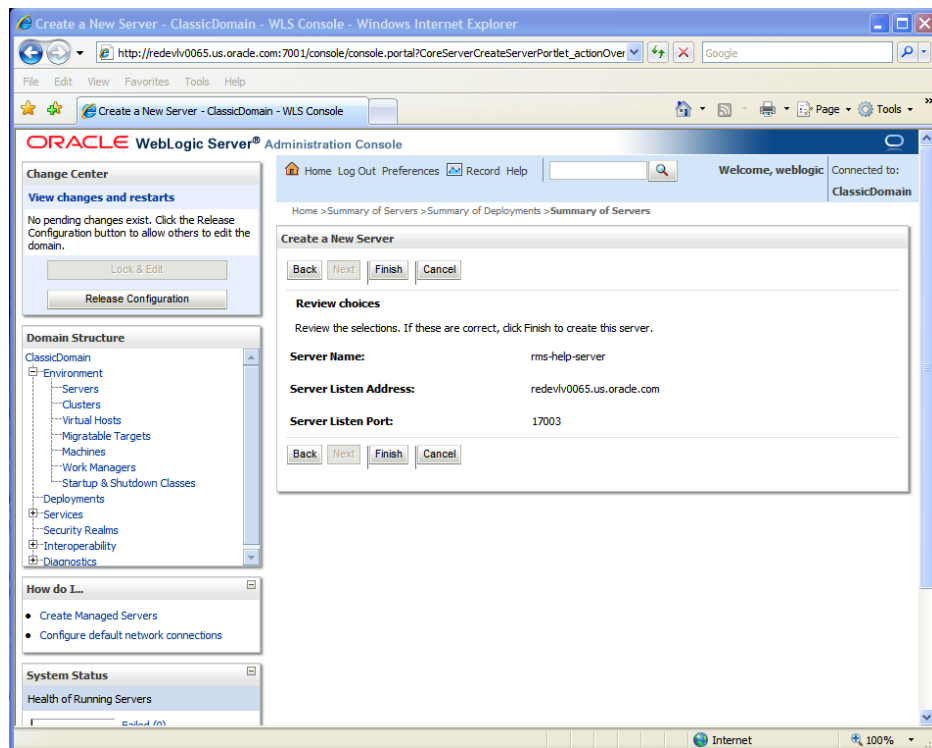 Create a New Server - ClassicDomain - WLS Console - Windows Internet Explorer
http://redevlv0065.us.oracle.com:7001/console/console.portal?CoreServerCreateServerPortlet_actionOver
Google
File Edit View Favorites Tools Help
Create a New Server - ClassicDomain - WLS Console
Page Tools »
ORACLE WebLogic Server® Administration Console
Change Center
View changes and restarts
No pending changes exist. Click the Release
Configuration button to allow others to edit the
domain.
Lock & Edit
Release Configuration
Domain Structure
ClassicDomain
Environment
Servers
Clusters
Virtual Hosts
Migratable Targets
Machines
Work Managers
Startup & Shutdown Classes
Deployments
Services
Security Realms
Interoperability
Diagnostics
How do I...
Create Managed Servers
Configure default network connections
System Status
Health of Running Servers
Failed (0)
Home Log Out Preferences Record Help
Welcome, weblogic
Connected to:
ClassicDomain
Home >Summary of Servers >Summary of Deployments >Summary of Servers
Create a New Server
Back Next Finish Cancel
Review choices
Review the selections. If these are correct, click Finish to create this server.
Server Name: rms-help-server
Server Listen Address: redevlv0065.us.oracle.com
Server Listen Port: 17003
Back Next Finish Cancel
Internet
100%